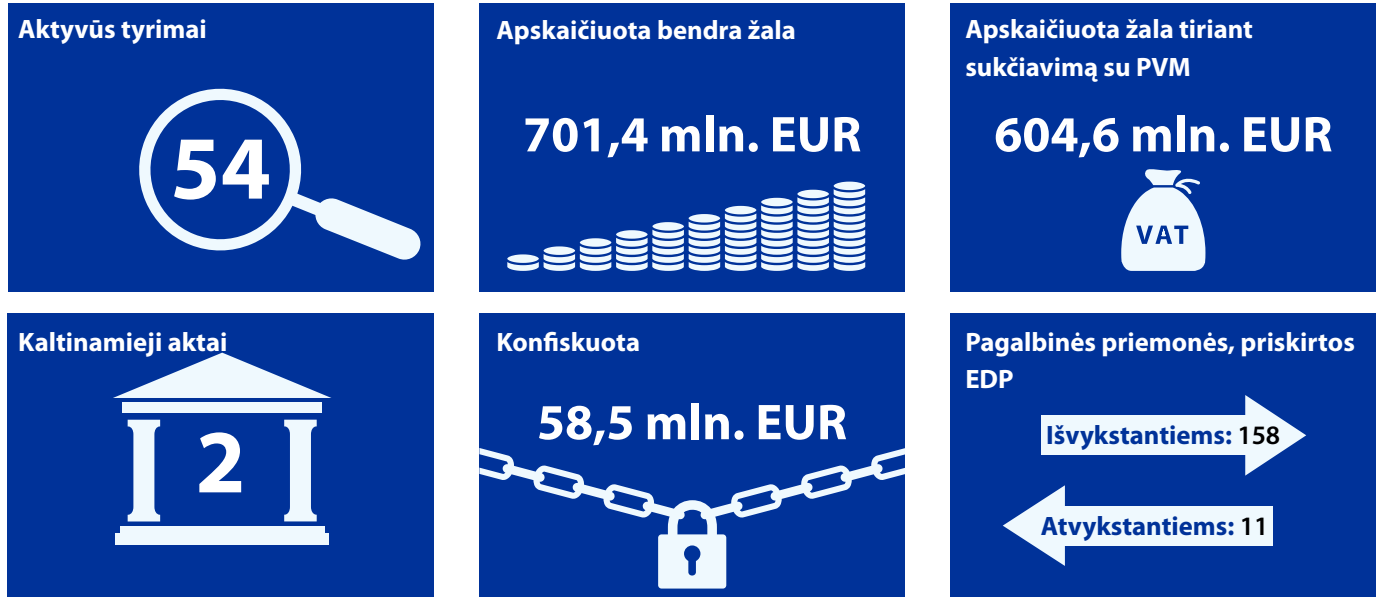 Aktyvūs tyrimai
54
Apskaičiuota bendra žala
701,4 mln. EUR
Apskaičiuota žala tiriant
sukčiavimą su PVM
604,6 mln. EUR
VAT
Kaltinamieji aktai
2
Konfiskuota
58,5 mln. EUR
Pagalbinės priemonės, priskirtos
EDP
Išvykstantiems: 158
Atvykstantiems: 11